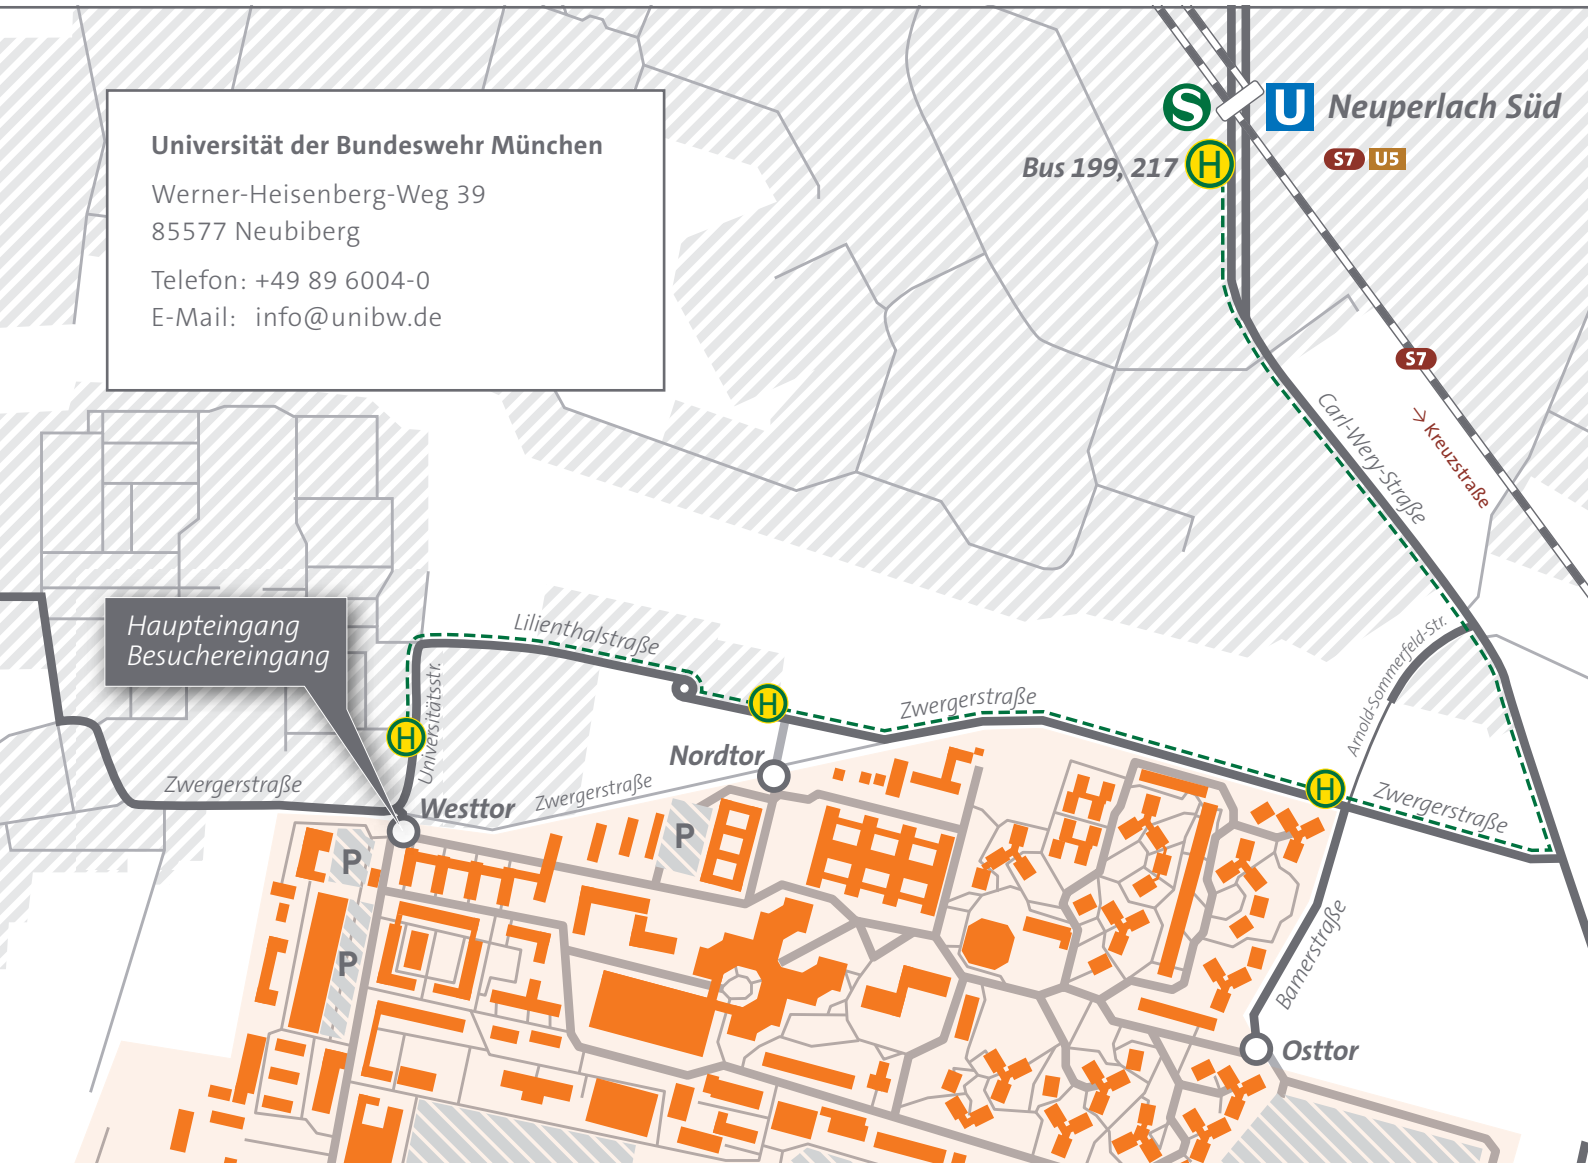 Universität der Bundeswehr München
Werner-Heisenberg-Weg 39
85577 Neubiberg
Telefon: +49 89 6004-0
E-Mail: info@unibw.de
S
U
Neuperlach Süd
Bus 199, 217
H
S7
U5
S7
Carl-Wery-Straße
> Kreuzstraße
Haupteingang
Besuchereingang
Lilienthalstraße
Universitätsstr.
H
H
Zwergerstraße
Arnold-Sommerfeld-Str.
Nordtor
H
Zwergerstraße
Zwergerstraße
Westtor
Zwergerstraße
P
P
P
Bamerstraße
Osttor